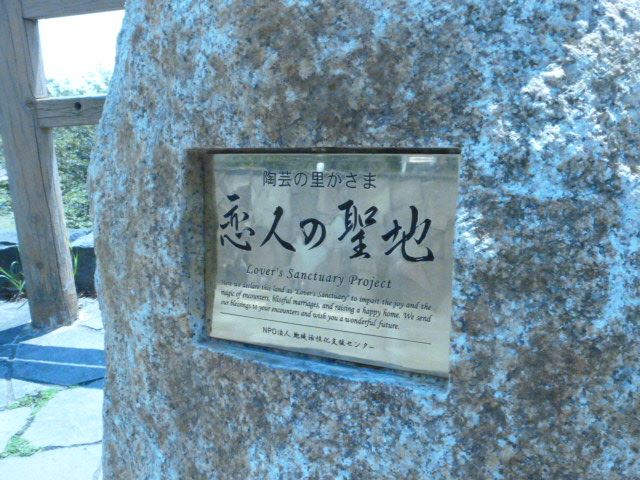 陶芸の里かさま
恋人の聖地
Lover's Sanctuary Project
Here we declare this land as "Lover's Sanctuary" to impart the joy and the
magic of encounters, blissful marriages, and raising a happy home. We send
our blessings to your encounters and wish you a wonderful future.
NPO法人 地域活性化支援センター